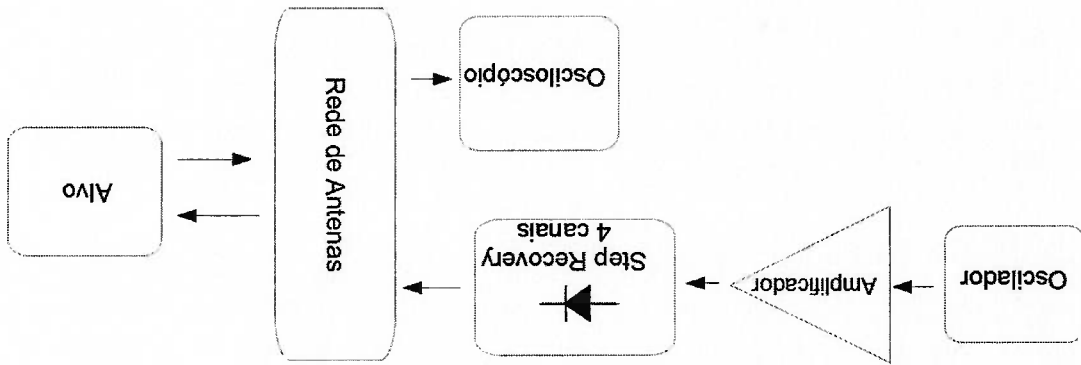 Oscilador
Amplificador
Step Recovery
4 canais
Rede de Antenas
Osciloscópio
Alvo